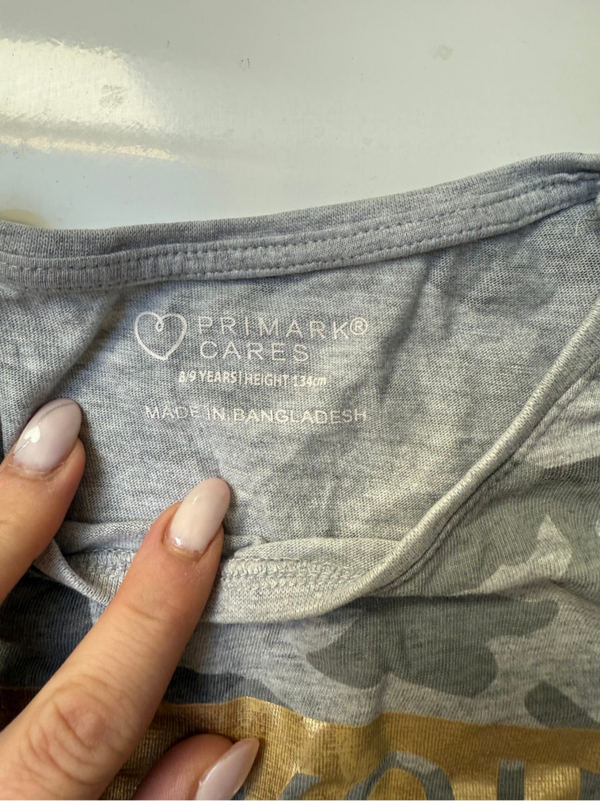 PRIMARK®
CARES
8/9 YEARS | HEIGHT 134cm
MADE IN BANGLADESH